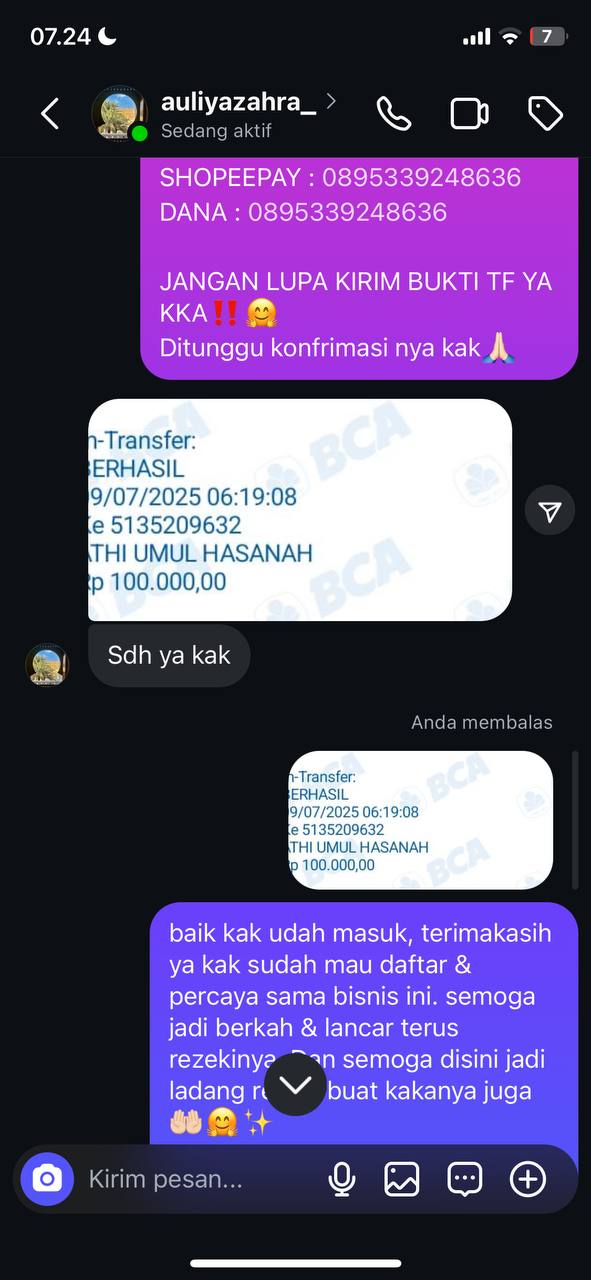 07.24
7
auliyazahra_
Sedang aktif
SHOPEEPAY : 0895339248636
DANA : 0895339248636
JANGAN LUPA KIRIM BUKTI TF YA
KKA‼️🤗
Ditunggu konfrimasi nya kak🙏🏻
n-Transfer:
BERHASIL
09/07/2025 06:19:08
Ke 5135209632
ATHI UMUL HASANAH
Rp 100.000,00
BCA
BCA
Sdh ya kak
Anda membalas
n-Transfer:
BERHASIL
09/07/2025 06:19:08
Ke 5135209632
ATHI UMUL HASANAH
Rp 100.000,00
BCA
BCA
baik kak udah masuk, terimakasih
ya kak sudah mau daftar &
percaya sama bisnis ini. semoga
jadi berkah & lancar terus
rezekinya. Dan semoga disini jadi
ladang buat kakanya juga
🤲🏻🤗✨
Kirim pesan...